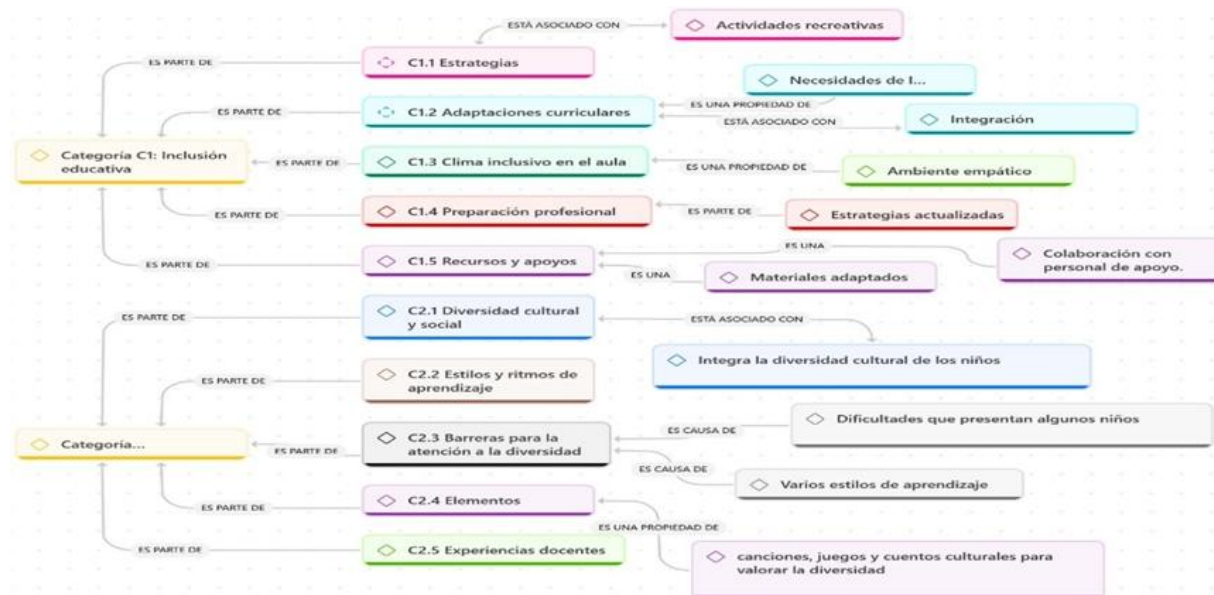 ESTÁ ASOCIADO CON
Actividades recreativas
ES PARTE DE
C1.1 Estrategias
Necesidades de l...
ES PARTE DE
C1.2 Adaptaciones curriculares
ES UNA PROPIEDAD DE
ESTÁ ASOCIADO CON
Integración
Categoría C1: Inclusión
educativa
ES PARTE DE
C1.3 Clima inclusivo en el aula
ES UNA PROPIEDAD DE
Ambiente empático
ES PARTE DE
C1.4 Preparación profesional
ES PARTE DE
Estrategias actualizadas
ES PARTE DE
C1.5 Recursos y apoyos
ES UNA
Colaboración con
personal de apoyo.
ES UNA
Materiales adaptados
ES PARTE DE
C2.1 Diversidad cultural
y social
ESTÁ ASOCIADO CON
Integra la diversidad cultural de los niños
ES PARTE DE
C2.2 Estilos y ritmos de
aprendizaje
Categoría...
ES PARTE DE
C2.3 Barreras para la
atención a la diversidad
ES CAUSA DE
Dificultades que presentan algunos niños
ES CAUSA DE
Varios estilos de aprendizaje
ES PARTE DE
C2.4 Elementos
ES UNA PROPIEDAD DE
canciones, juegos y cuentos culturales para
valorar la diversidad
ES PARTE DE
C2.5 Experiencias docentes